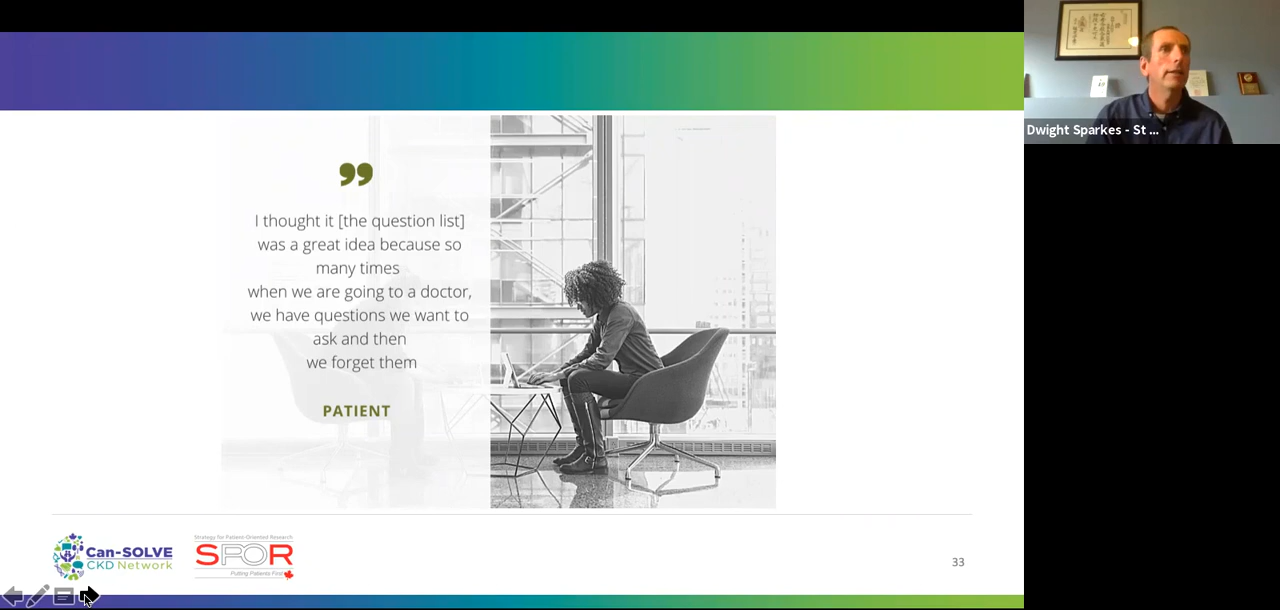 ”
I thought it [the question list]
was a great idea because so
many times
when we are going to a doctor,
we have questions we want to
ask and then
we forget them
PATIENT
Can-SOLVE
CKD Network
Strategy for Patient-Oriented Research
SPOR
Putting Patients First
33
Dwight Sparkes - St ...